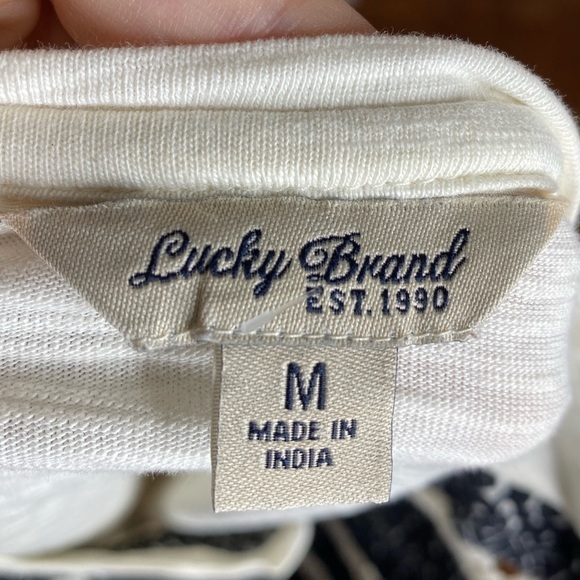 Lucky Brand
EST. 1990
M
MADE IN
INDIA